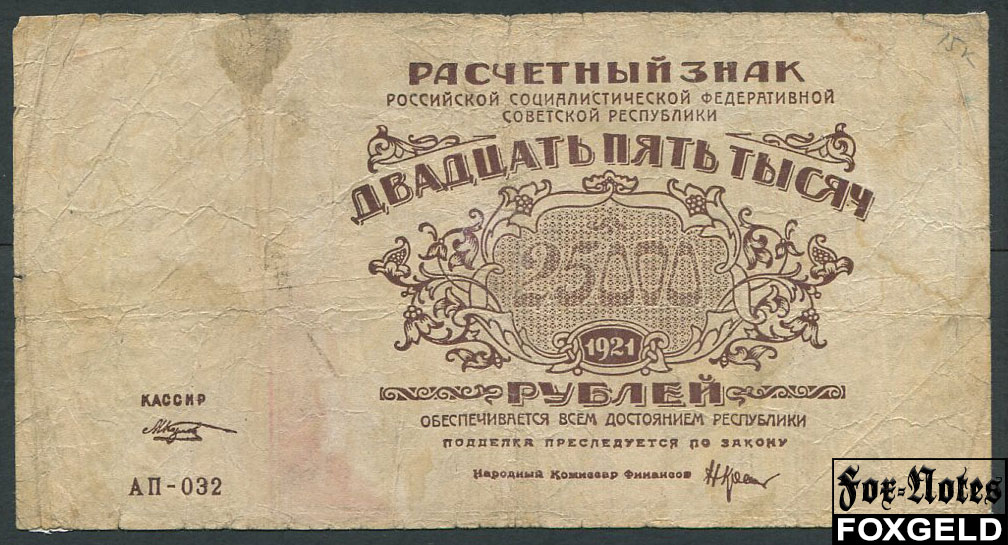 15к
РАСЧЕТНЫЙ ЗНАК
РОССИЙСКОЙ СОЦИАЛИСТИЧЕСКОЙ ФЕДЕРАТИВНОЙ
СОВЕТСКОЙ РЕСПУБЛИКИ
ДВАДЦАТЬ ПЯТЬ ТЫСЯЧ
25000
1921
РУБЛЕЙ
ОБЕСПЕЧИВАЕТСЯ ВСЕМ ДОСТОЯНИЕМ РЕСПУБЛИКИ
ПОДДЕЛКА ПРЕСЛЕДУЕТСЯ ПО ЗАКОНУ
Народный Комиссар Финансов
КАССИР
АП-032
Fox-Notes
FOXGELD